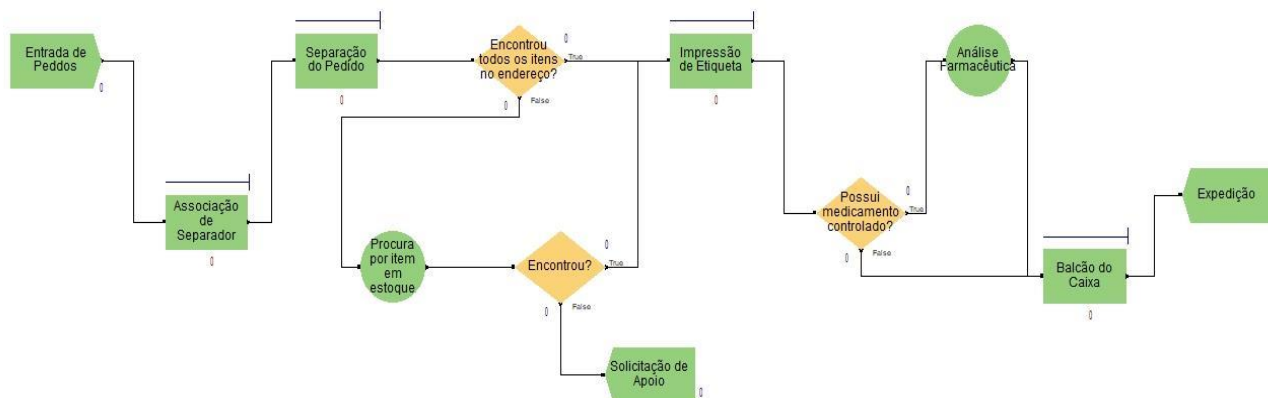 Entrada de
Peddos
0
Associação
de
Separador
0
Separação
do Pedido
0
Encontrou
todos os itens
no endereço?
0
True
0
False
Procura
por item
em
estoque
Encontrou?
0
True
0
False
Solicitação de
Apoio
0
Impressão
de Etiqueta
0
Possui
medicamento
controlado?
0
True
0
False
Análise
Farmacêutica
Balcão do
Caixa
0
Expedição